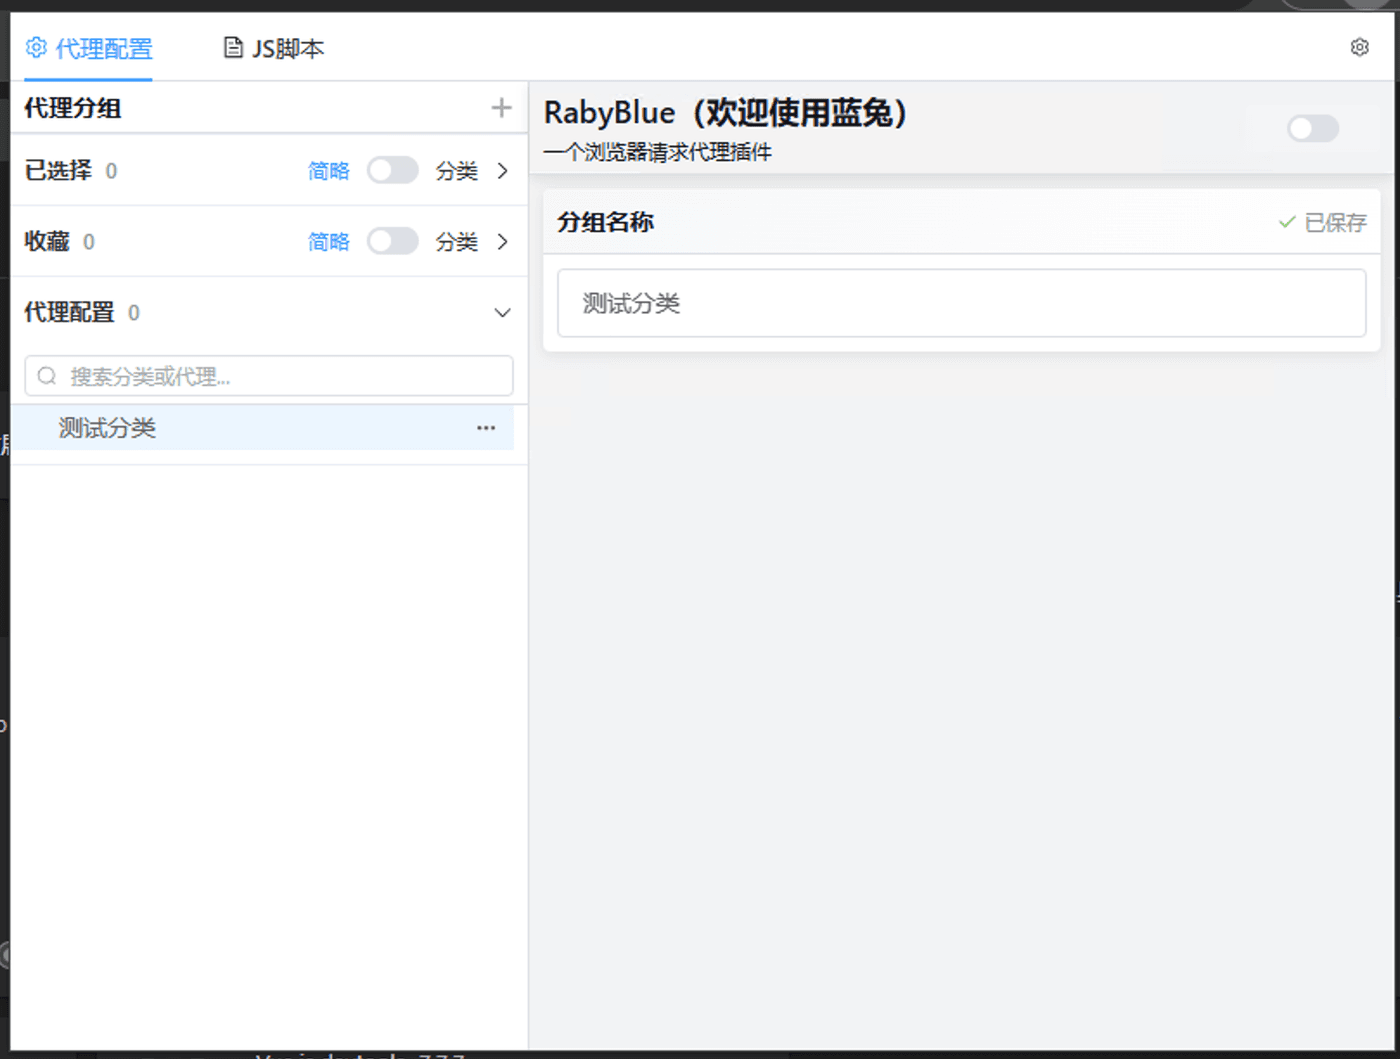 代理配置
JS脚本
代理分组
已选择 0 简略 分类
收藏 0 简略 分类
代理配置 0
搜索分类或代理...
测试分类 ...
RabyBlue（欢迎使用蓝兔）
一个浏览器请求代理插件
分组名称 已保存
测试分类